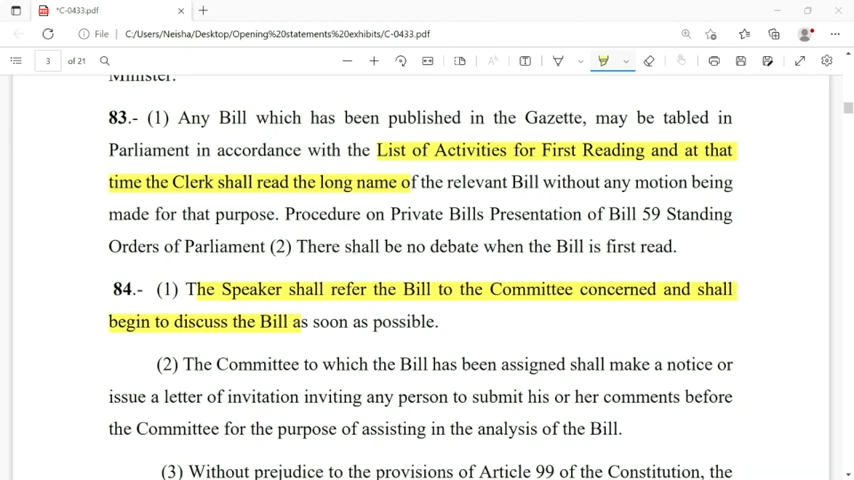 *C-0433.pdf
File C:/Users/Neisha/Desktop/Opening%20statements%20exhibits/C-0433.pdf
3 of 21
Minister.
83.- (1) Any Bill which has been published in the Gazette, may be tabled in
Parliament in accordance with the List of Activities for First Reading and at that
time the Clerk shall read the long name of the relevant Bill without any motion being
made for that purpose. Procedure on Private Bills Presentation of Bill 59 Standing
Orders of Parliament (2) There shall be no debate when the Bill is first read.
84.- (1) The Speaker shall refer the Bill to the Committee concerned and shall
begin to discuss the Bill as soon as possible.
(2) The Committee to which the Bill has been assigned shall make a notice or
issue a letter of invitation inviting any person to submit his or her comments before
the Committee for the purpose of assisting in the analysis of the Bill.
(3) Without prejudice to the provisions of Article 99 of the Constitution, the